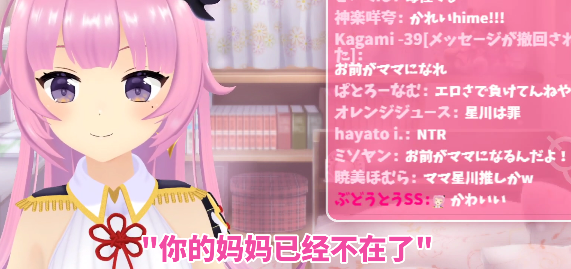 神楽咩夸: かれいhime!!!
Kagami -39[メッセージが撤回され
た]:
お前がママになれ
ぱとろーなむ: エロさで負けてんねや
オレンジジュース: 星川は罪
hayato i.: NTR
ミソヤン: お前がママになるんだよ!
暁美ほむら: ママ星川推しかw
ぶどうとうSS: かわいい
"你的妈妈已经不在了"